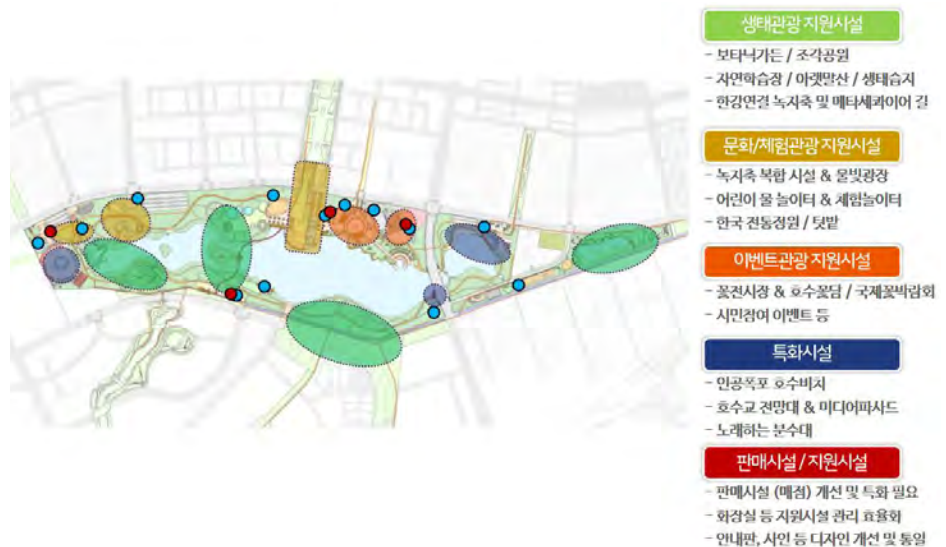 생태관광 지원시설
- 보타닉가든 / 조각공원
- 자연학습장 / 아랫말산 / 생태습지
- 한강연결 녹지축 및 메타세콰이어 길
문화/체험관광 지원시설
- 녹지축 복합 시설 & 물빛광장
- 어린이 물 놀이터 & 체험놀이터
- 한국 전통정원 / 텃밭
이벤트관광 지원시설
- 꽃전시장 & 호수꽃담 / 국제꽃박람회
- 시민참여 이벤트 등
특화시설
- 인공폭포 호수비치
- 호수교 전망대 & 미디어파사드
- 노래하는 분수대
판매시설 / 지원시설
- 판매시설 (매점) 개선 및 특화 필요
- 화장실 등 지원시설 관리 효율화
- 안내판, 사인 등 디자인 개선 및 통일